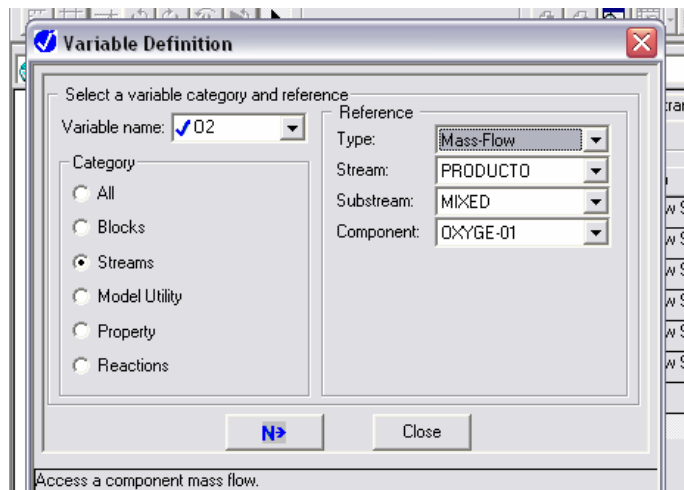 Variable Definition
Select a variable category and reference
Variable name: O2
Category
All
Blocks
Streams
Model Utility
Property
Reactions
Reference
Type: Mass-Flow
Stream: PRODUCTO
Substream: MIXED
Component: OXYGE-01
N
Close
Access a component mass flow.